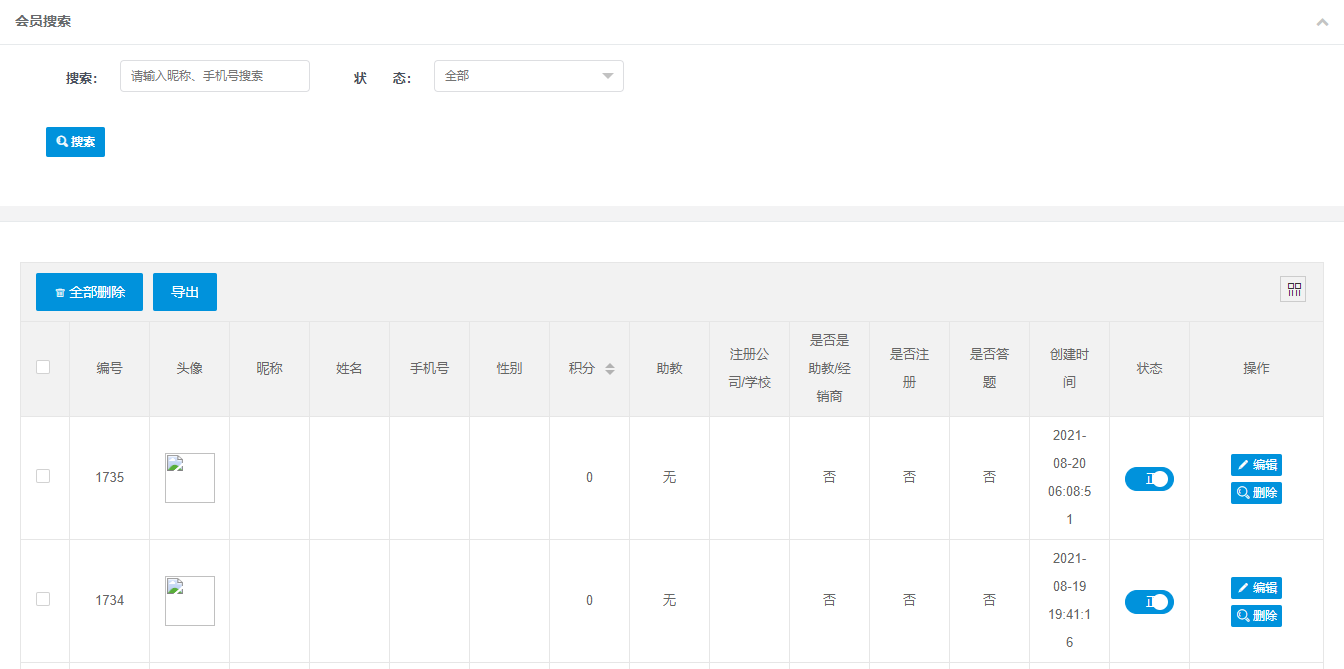 会员搜索
搜索： 请输入昵称、手机号搜索 状 态： 全部
搜索
全部删除 导出
编号 头像 昵称 姓名 手机号 性别 积分 助教 注册公司/学校 是否是助教/经销商 是否注册 是否答题 创建时间 状态 操作
1735 0 无 否 否 否 2021-08-20 06:08:51 编辑
删除
1734 0 无 否 否 否 2021-08-19 19:41:16 编辑
删除